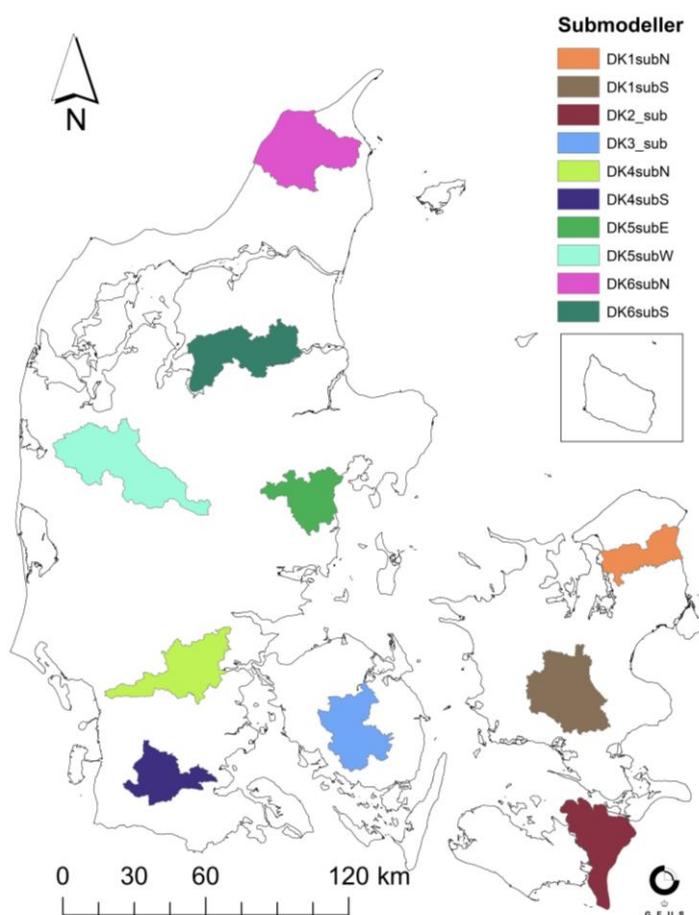 Submodeller
DK1subN
DK1subS
DK2_sub
DK3_sub
DK4subN
DK4subS
DK5subE
DK5subW
DK6subN
DK6subS
N
0 30 60 120 km
G E U S